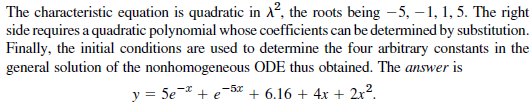 The characteristic equation is quadratic in λ², the roots being −5, −1, 1, 5. The right
side requires a quadratic polynomial whose coefficients can be determined by substitution.
Finally, the initial conditions are used to determine the four arbitrary constants in the
general solution of the nonhomogeneous ODE thus obtained. The answer is
y = 5e⁻ˣ + e⁻⁵ˣ + 6.16 + 4x + 2x².